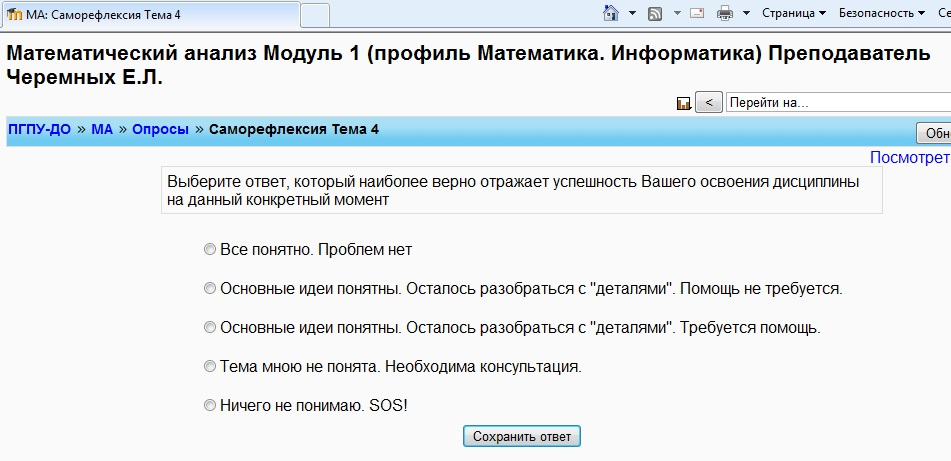 МА: Саморефлексия Тема 4
Страница
Безопасность
Математический анализ Модуль 1 (профиль Математика. Информатика) Преподаватель
Черемных Е.Л.
<
Перейти на...
ПГПУ-ДО » МА » Опросы » Саморефлексия Тема 4
Обн
Посмотрет
Выберите ответ, который наиболее верно отражает успешность Вашего освоения дисциплины
на данный конкретный момент
Все понятно. Проблем нет
Основные идеи понятны. Осталось разобраться с "деталями". Помощь не требуется.
Основные идеи понятны. Осталось разобраться с "деталями". Требуется помощь.
Тема мною не понята. Необходима консультация.
Ничего не понимаю. SOS!
Сохранить ответ